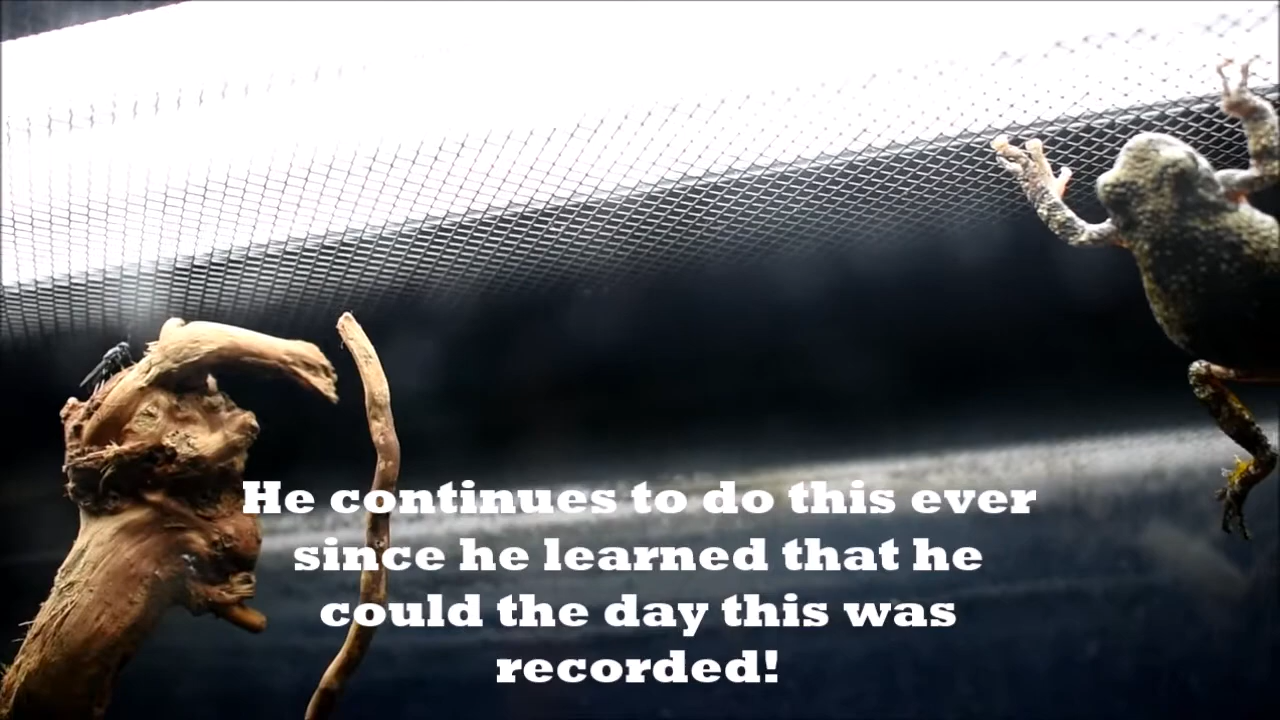 He continues to do this ever
since he learned that he
could the day this was
recorded!